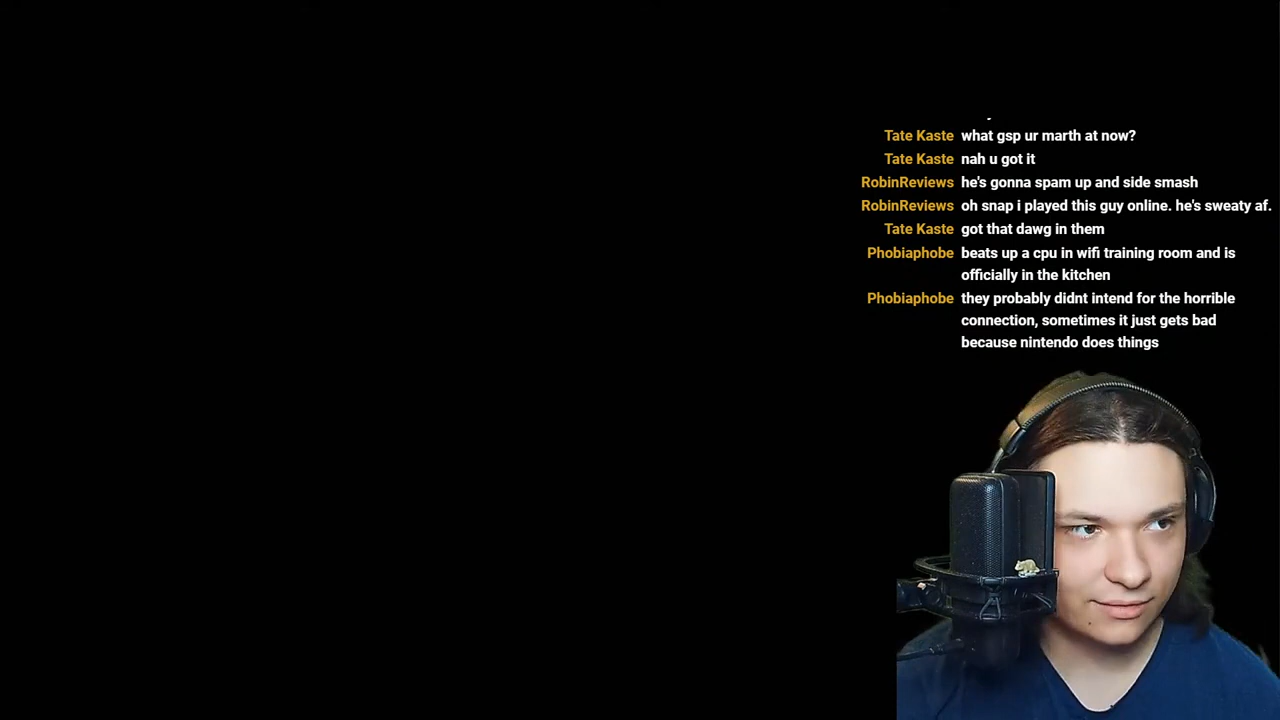 Tate Kaste what gsp ur marth at now?
Tate Kaste nah u got it
RobinReviews he's gonna spam up and side smash
RobinReviews oh snap i played this guy online. he's sweaty af.
Tate Kaste got that dawg in them
Phobiaphobe beats up a cpu in wifi training room and is
officially in the kitchen
Phobiaphobe they probably didnt intend for the horrible
connection, sometimes it just gets bad
because nintendo does things